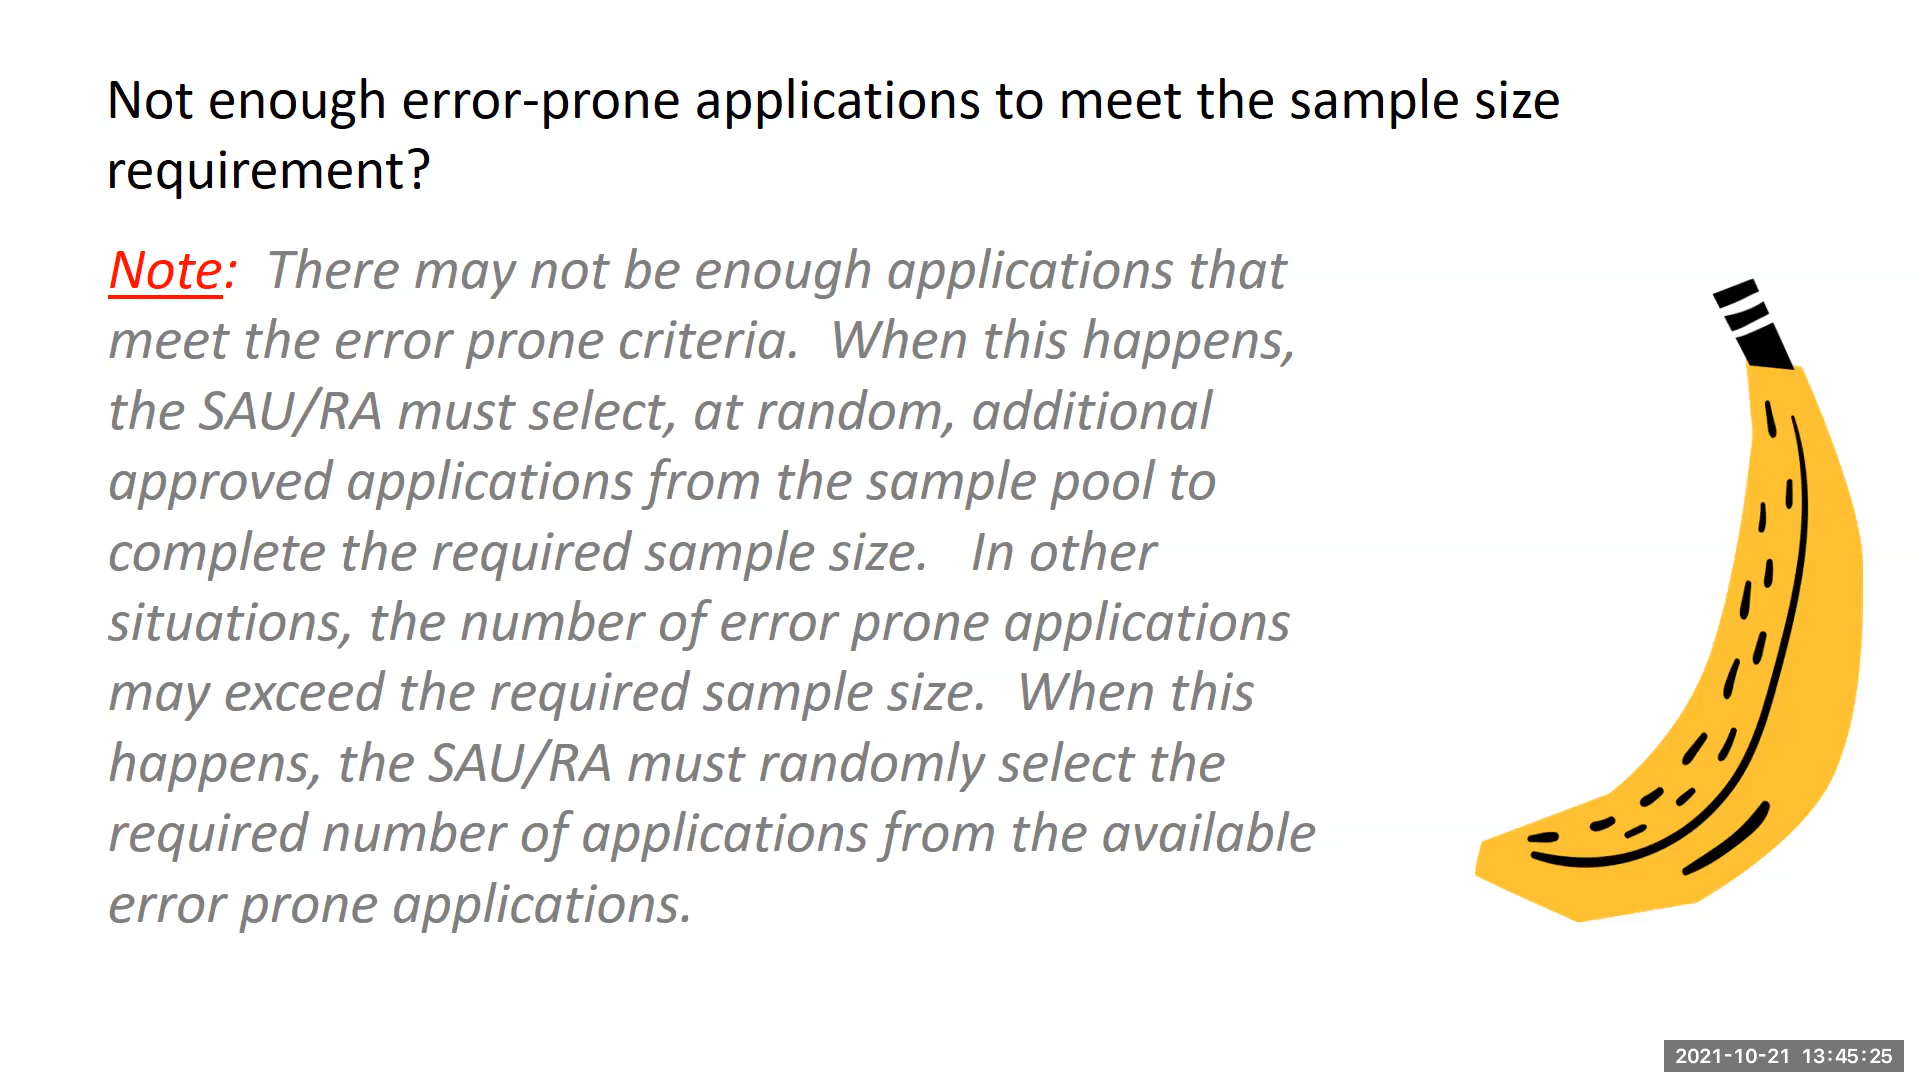 Not enough error-prone applications to meet the sample size
requirement?
Note:  There may not be enough applications that
meet the error prone criteria.  When this happens,
the SAU/RA must select, at random, additional
approved applications from the sample pool to
complete the required sample size.   In other
situations, the number of error prone applications
may exceed the required sample size.  When this
happens, the SAU/RA must randomly select the
required number of applications from the available
error prone applications.
2021-10-21 13:45:25